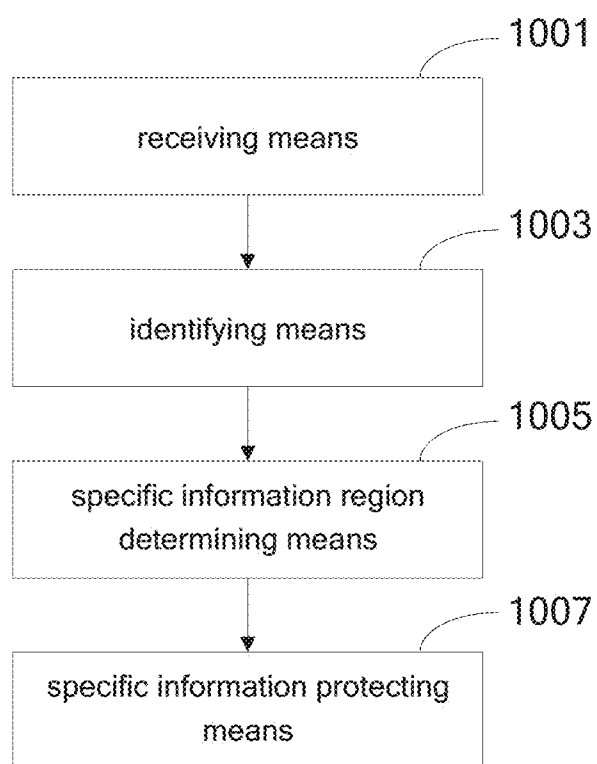 1001
receiving means
1003
identifying means
1005
specific information region
determining means
1007
specific information protecting
means